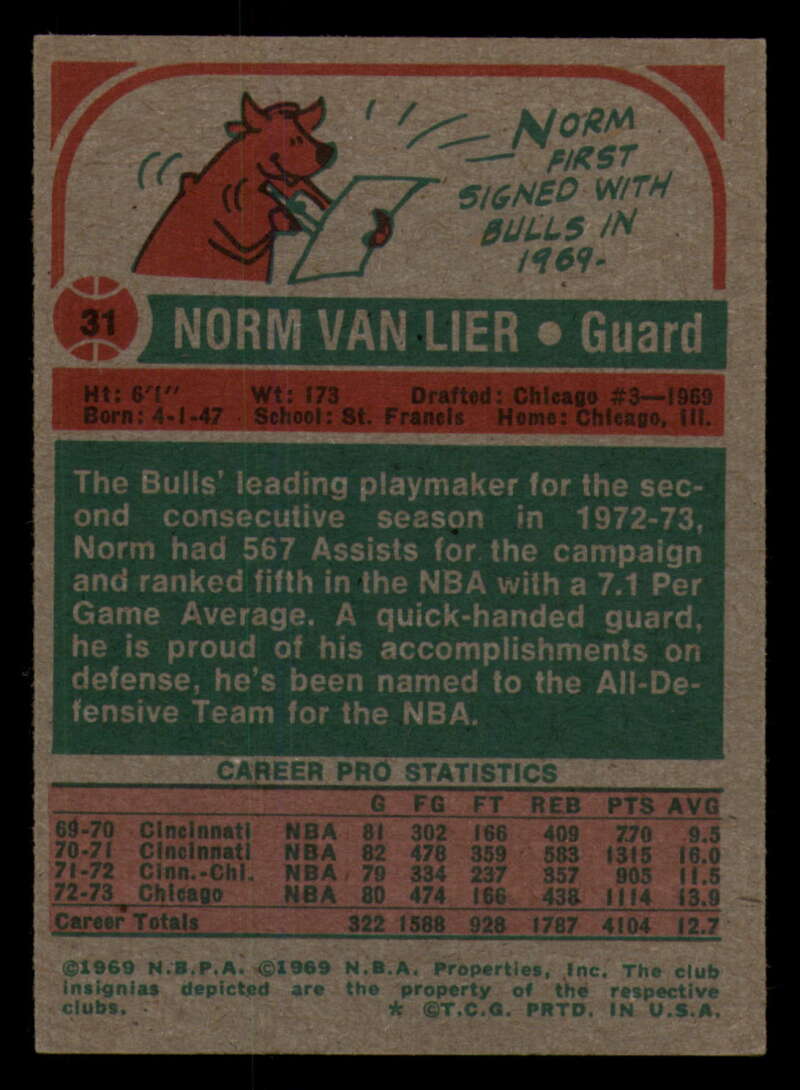 NORM
FIRST
SIGNED WITH
BULLS IN
1969.
31
NORM VAN LIER • Guard
Ht: 6'1" Wt: 173 Drafted: Chicago #3—1969
Born: 4-1-47 School: St. Francis Home: Chicago, Ill.
The Bulls' leading playmaker for the sec-
ond consecutive season in 1972-73,
Norm had 567 Assists for the campaign
and ranked fifth in the NBA with a 7.1 Per
Game Average. A quick-handed guard,
he is proud of his accomplishments on
defense, he's been named to the All-De-
fensive Team for the NBA.
CAREER PRO STATISTICS
G FG FT REB PTS AVG
69-70 Cincinnati NBA 81 302 166 409 770 9.5
70-71 Cincinnati NBA 82 478 359 583 1315 16.0
71-72 Cinn.-Chi. NBA 79 334 237 357 905 11.5
72-73 Chicago NBA 80 474 166 438 1114 13.9
Career Totals 322 1588 928 1787 4104 12.7
©1969 N.B.P.A. ©1969 N.B.A. Properties, Inc. The club
insignias depicted are the property of the respective
clubs. * ©T.C.G. PRTD. IN U.S.A.